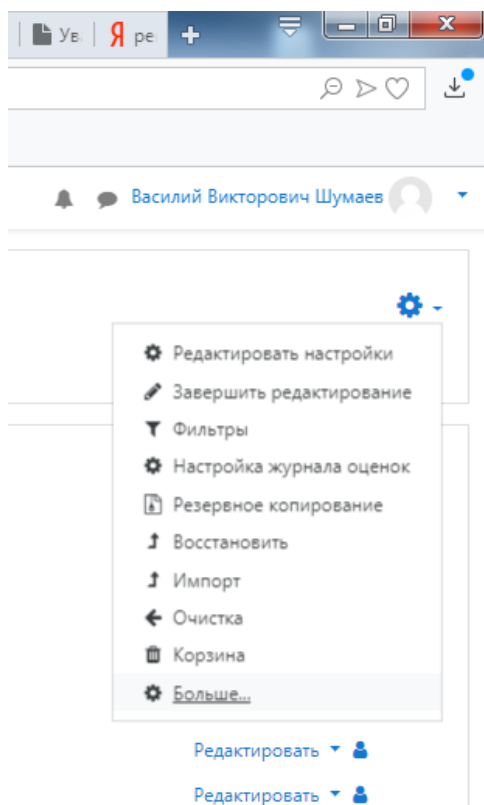 Ув
Я ре
Василий Викторович Шумаев
Редактировать настройки
Завершить редактирование
Фильтры
Настройка журнала оценок
Резервное копирование
Восстановить
Импорт
Очистка
Корзина
Больше...
Редактировать
Редактировать